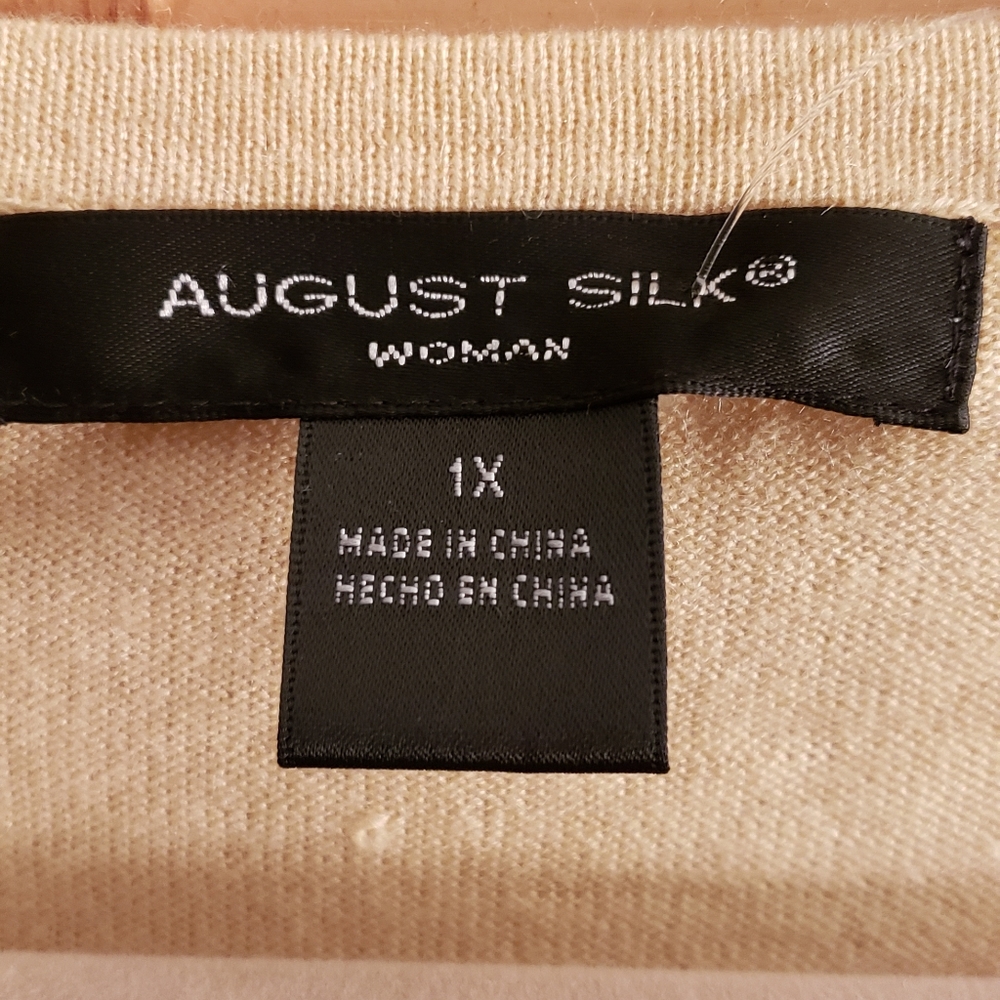 AUGUST SILK®
WOMAN
1X
MADE IN CHINA
HECHO EN CHINA